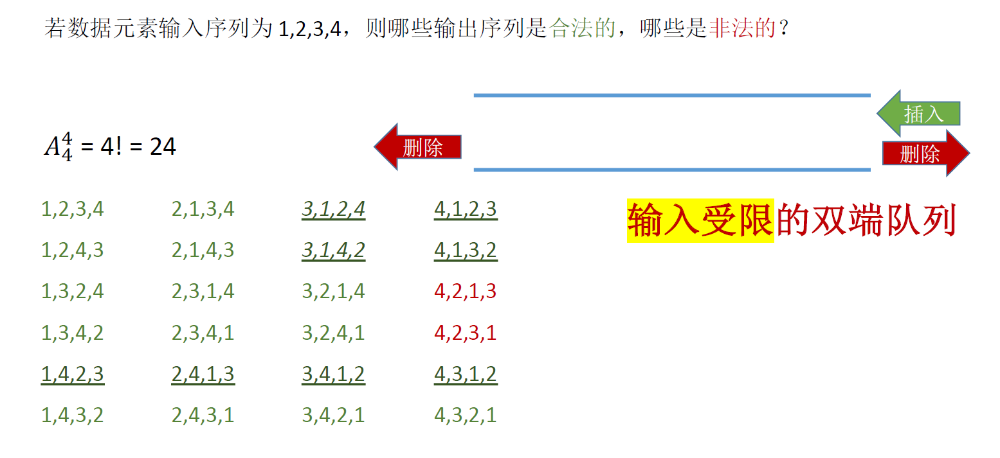 若数据元素输入序列为 1,2,3,4，则哪些输出序列是合法的，哪些是非法的？
插入
删除
删除
A₄⁴ = 4! = 24
1,2,3,4 2,1,3,4 3,1,2,4 4,1,2,3
输入受限的双端队列
1,2,4,3 2,1,4,3 3,1,4,2 4,1,3,2
1,3,2,4 2,3,1,4 3,2,1,4 4,2,1,3
1,3,4,2 2,3,4,1 3,2,4,1 4,2,3,1
1,4,2,3 2,4,1,3 3,4,1,2 4,3,1,2
1,4,3,2 2,4,3,1 3,4,2,1 4,3,2,1